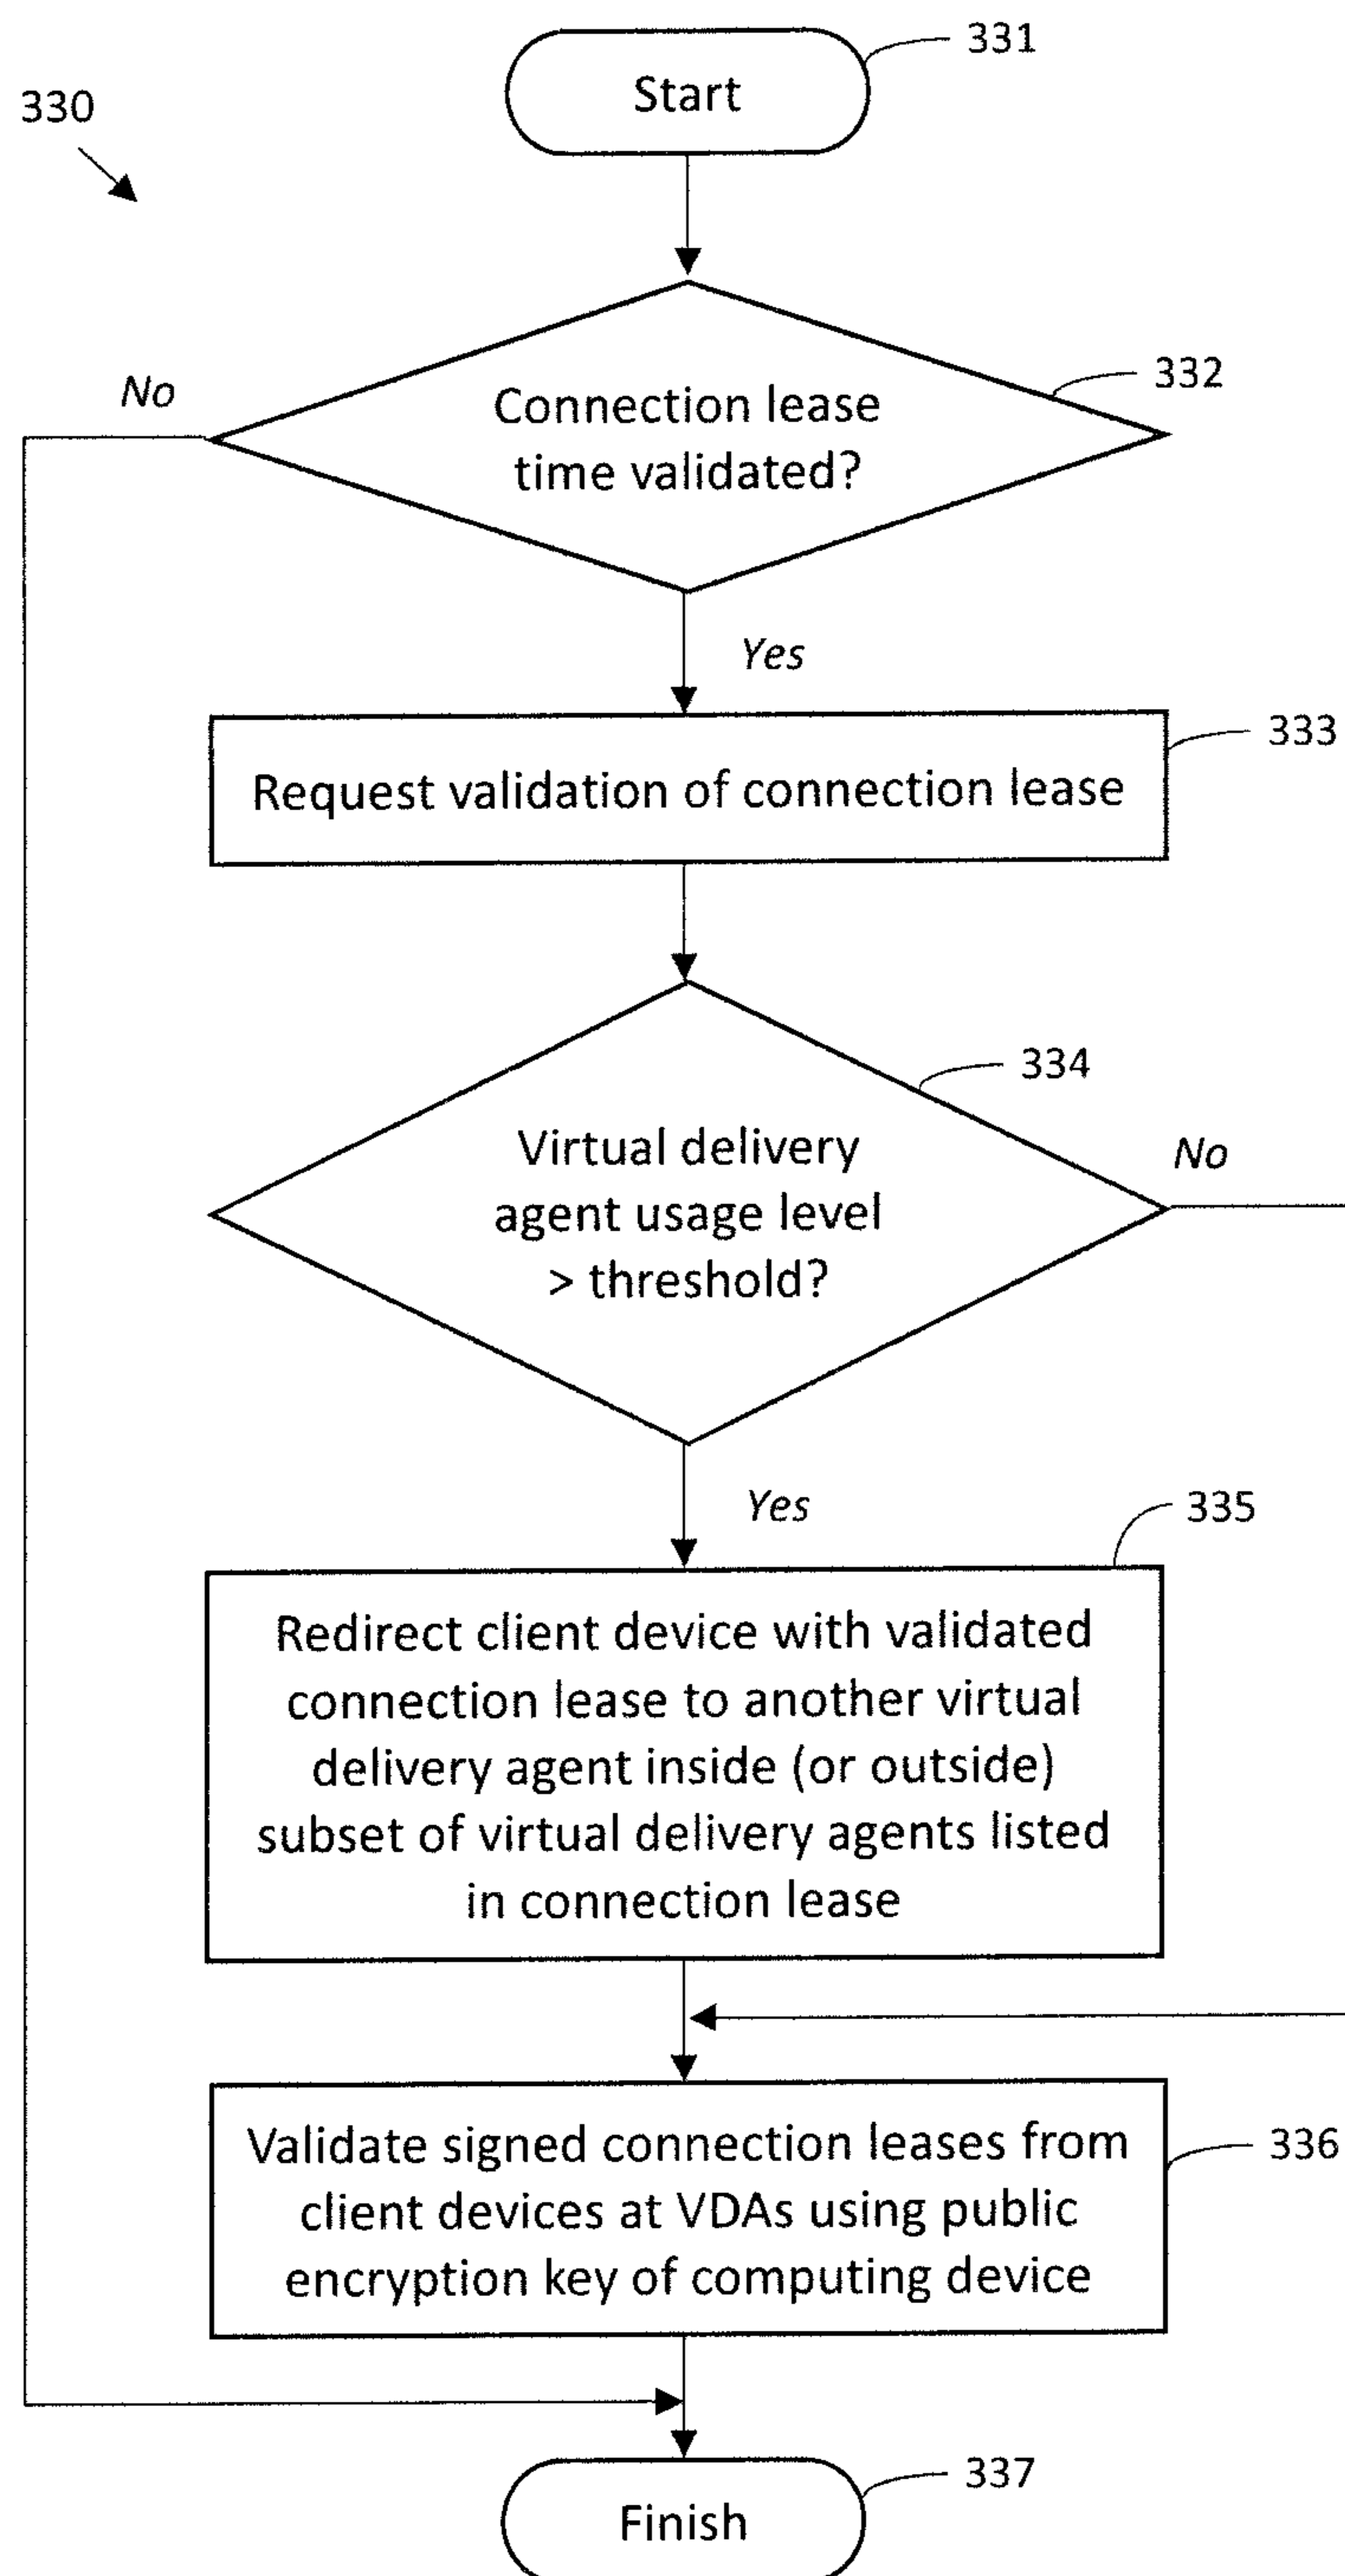 331
Start
330
332
No
Connection lease
time validated?
Yes
333
Request validation of connection lease
334
Virtual delivery
agent usage level
> threshold?
No
Yes
335
Redirect client device with validated
connection lease to another virtual
delivery agent inside (or outside)
subset of virtual delivery agents listed
in connection lease
336
Validate signed connection leases from
client devices at VDAs using public
encryption key of computing device
337
Finish